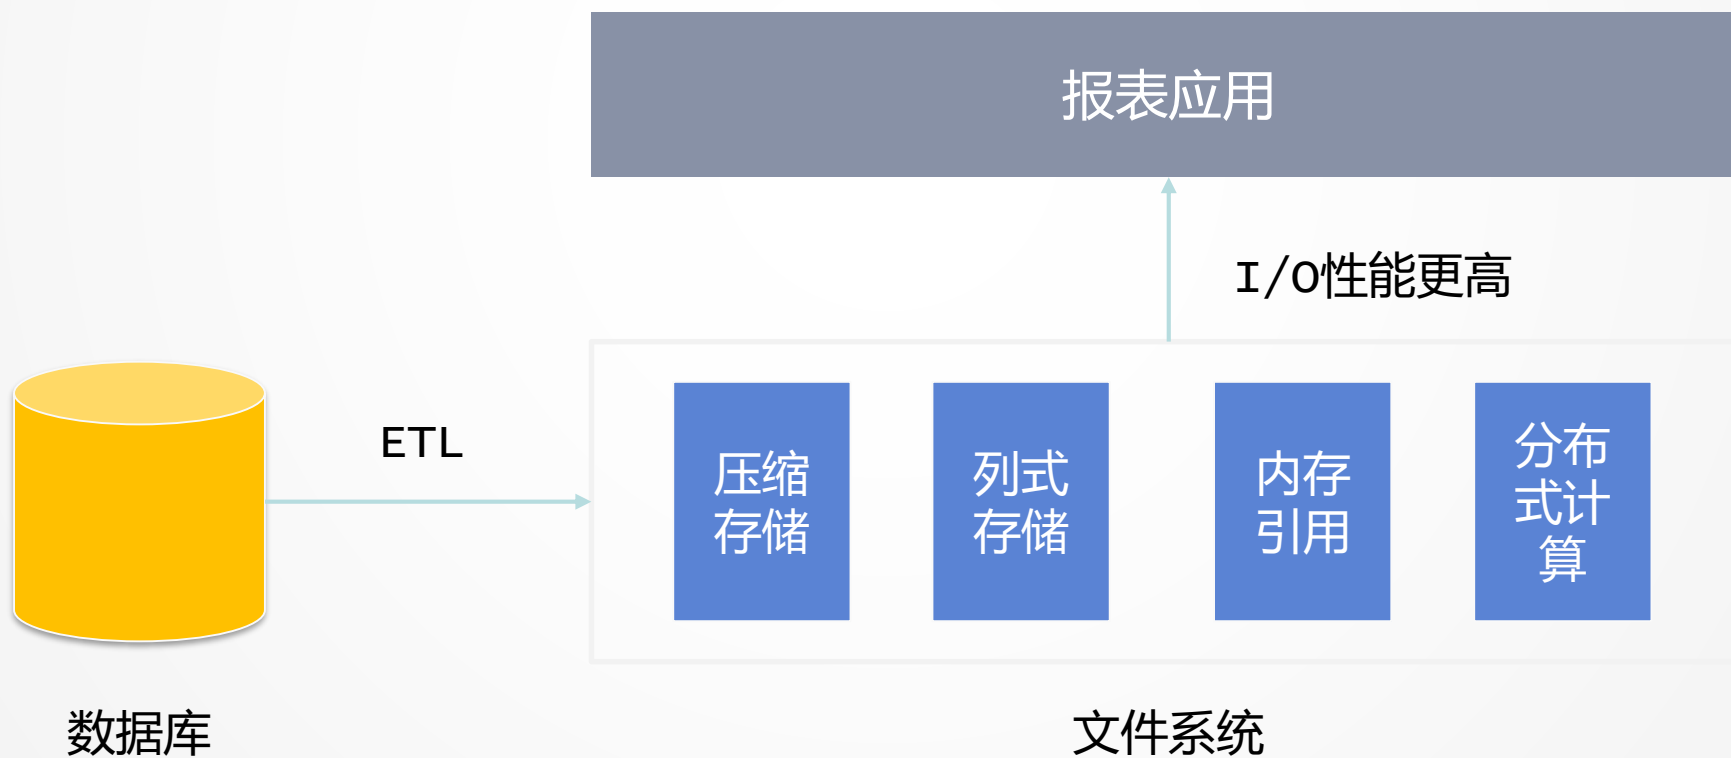 报表应用
I/O性能更高
ETL
压缩
存储
列式
存储
内存
引用
分布
式计
算
数据库
文件系统